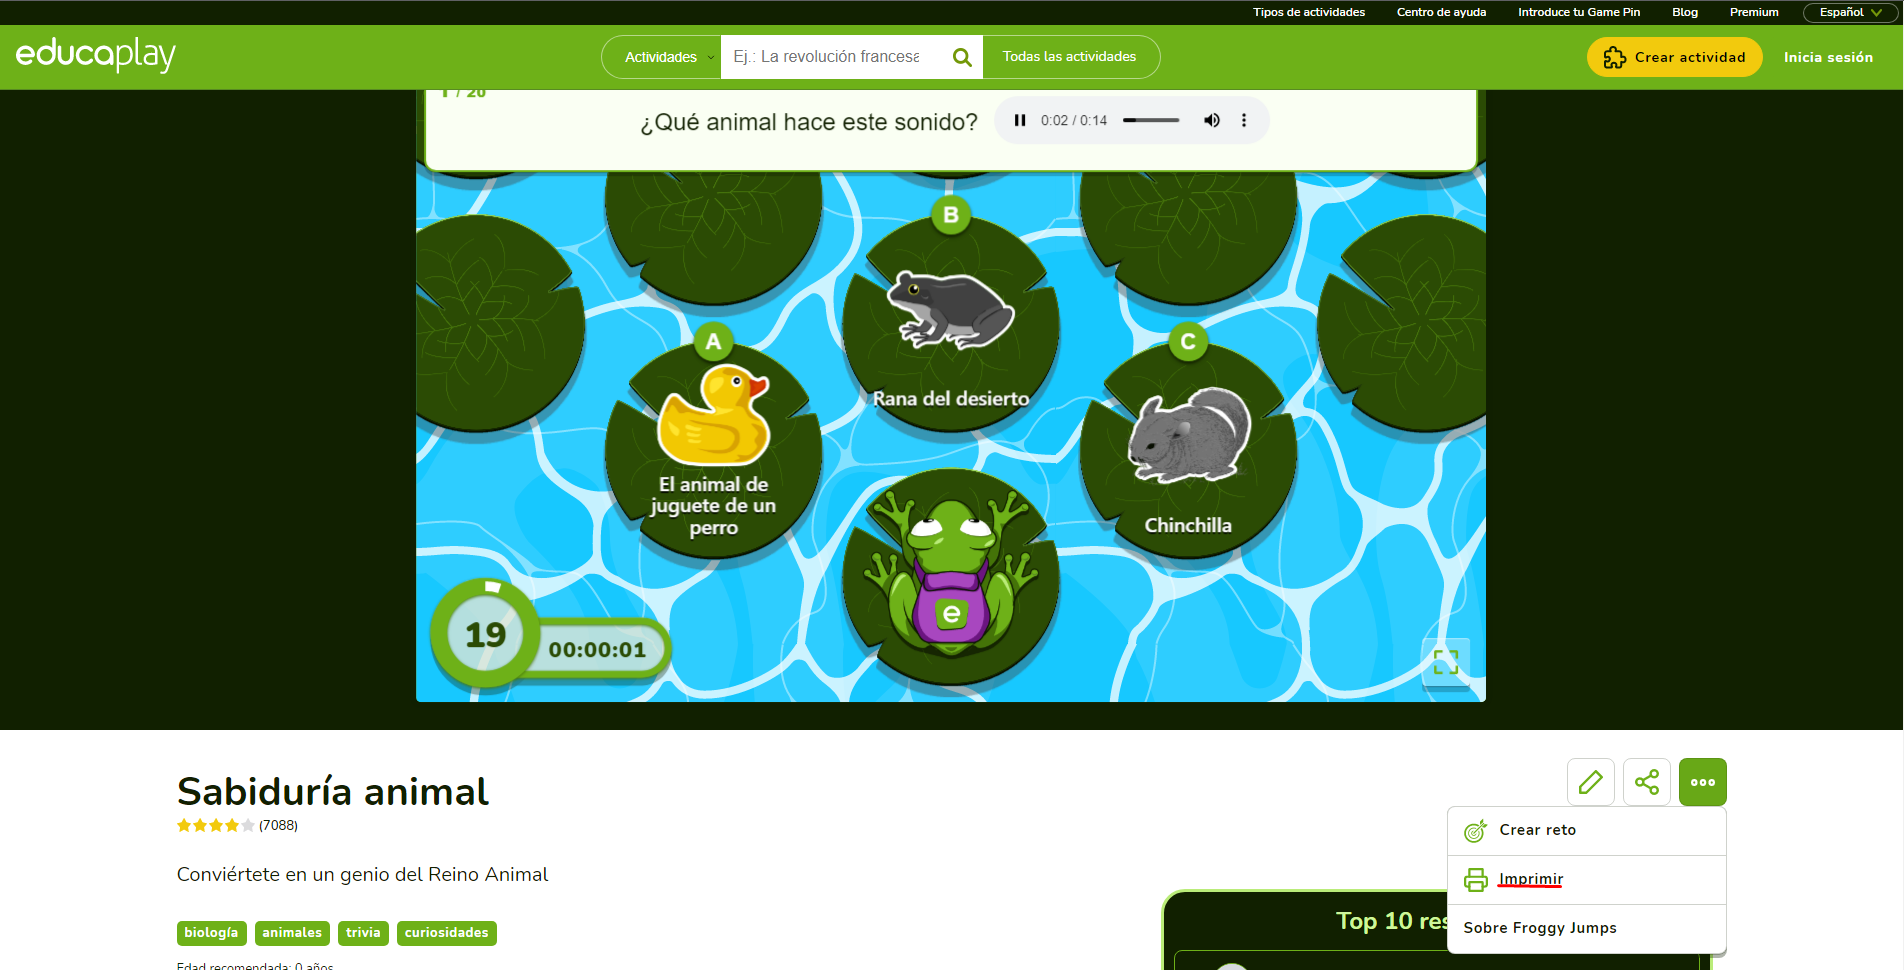 Tipos de actividades Centro de ayuda Introduce tu Game Pin Blog Premium Español
educaplay Actividades Ej.: La revolución francesa Todas las actividades Crear actividad Inicia sesión
1 / 20
¿Qué animal hace este sonido? 0:02 / 0:14
B
Rana del desierto
A
El animal de
juguete de un
perro
C
Chinchilla
e
19 00:00:01
Sabiduría animal
(7088)
Conviértete en un genio del Reino Animal
biología animales trivia curiosidades
Edad recomendada: 0 años
Crear reto
Imprimir
Sobre Froggy Jumps
Top 10 res